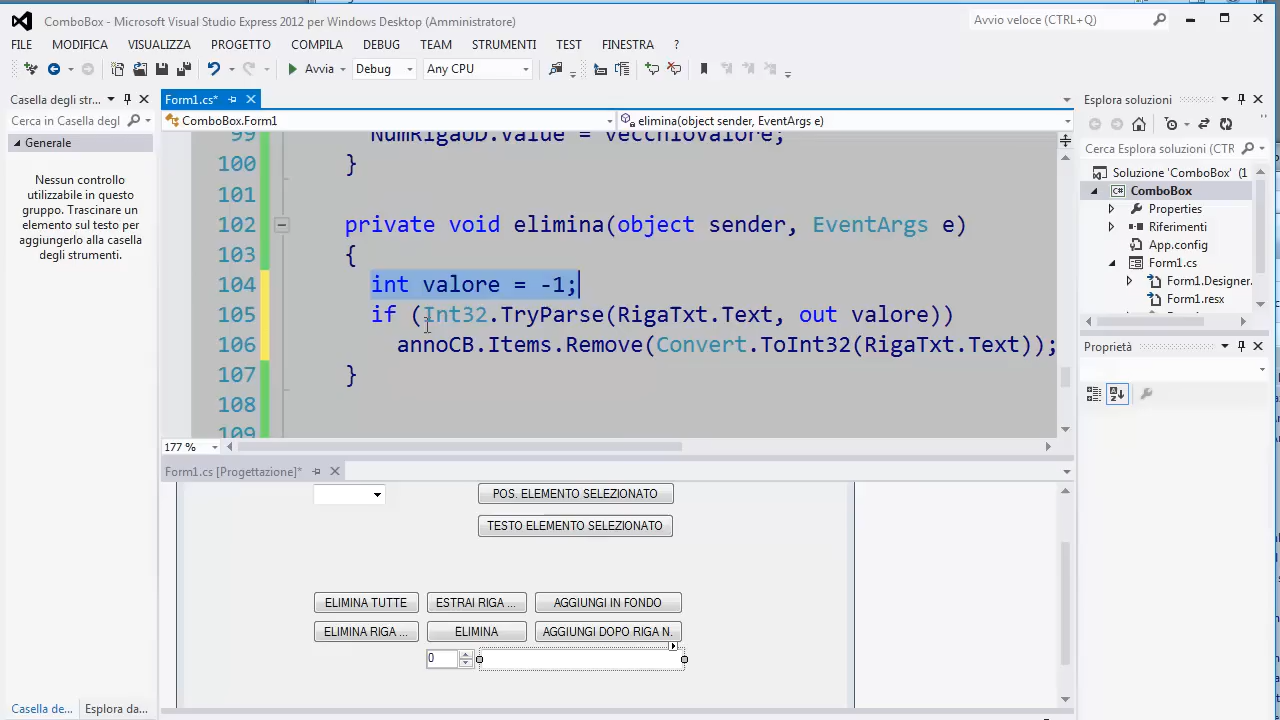 ComboBox - Microsoft Visual Studio Express 2012 per Windows Desktop (Amministratore)
Avvio veloce (CTRL+Q)
FILE MODIFICA VISUALIZZA PROGETTO COMPILA DEBUG TEAM STRUMENTI TEST FINESTRA ?
Avvia Debug Any CPU
Casella degli str...
Cerca in Casella degl
Generale
Nessun controllo
utilizzabile in questo
gruppo. Trascinare un
elemento sul testo per
aggiungerlo alla casella
degli strumenti.
Casella de... Esplora da...
Form1.cs*
ComboBox.Form1 elimina(object sender, EventArgs e)
99 NumRigaUD.Value = vecchioValore;
100 }
101
102 private void elimina(object sender, EventArgs e)
103 {
104 int valore = -1;
105 if (Int32.TryParse(RigaTxt.Text, out valore))
106 annoCB.Items.Remove(Convert.ToInt32(RigaTxt.Text));
107 }
108
109
177 %
Form1.cs [Progettazione]*
POS. ELEMENTO SELEZIONATO
TESTO ELEMENTO SELEZIONATO
ELIMINA TUTTE ESTRAI RIGA ... AGGIUNGI IN FONDO
ELIMINA RIGA ... ELIMINA AGGIUNGI DOPO RIGA N.
0
Esplora soluzioni
Cerca Esplora soluzioni (CTR
Soluzione 'ComboBox' (1
ComboBox
Properties
Riferimenti
App.config
Form1.cs
Form1.Designer
Form1.resx
Proprietà